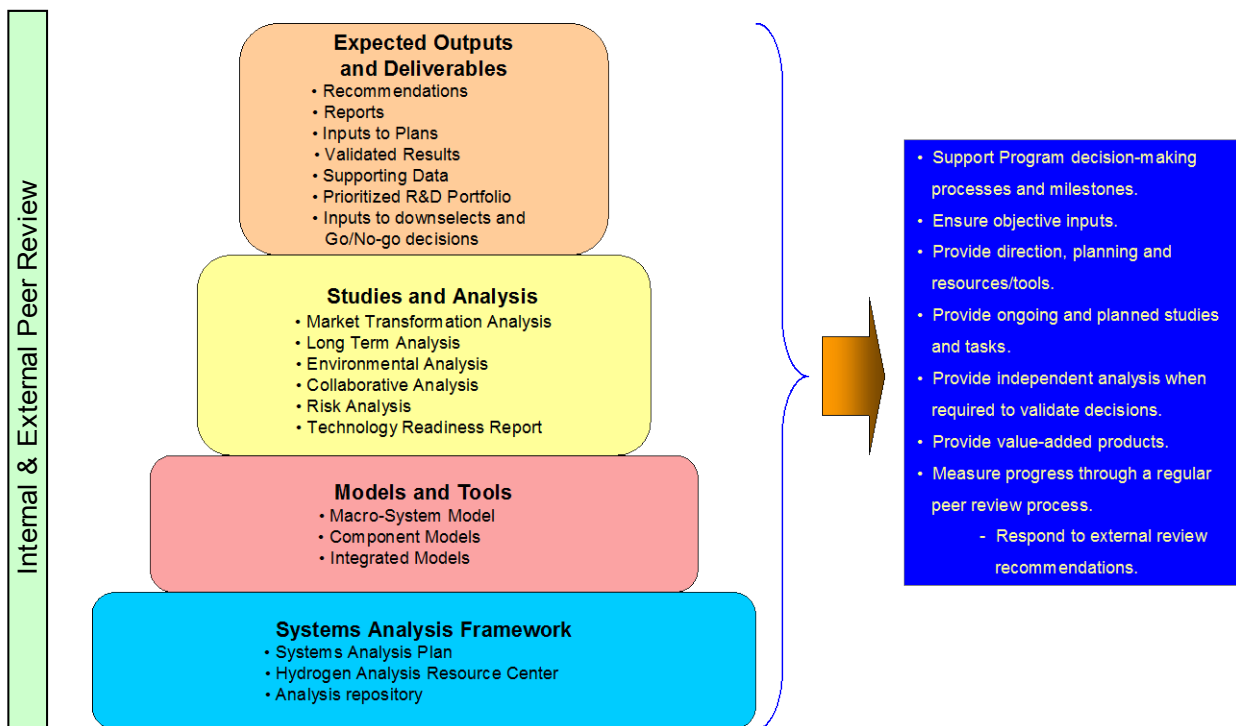 Internal & External Peer Review
Expected Outputs
and Deliverables
• Recommendations
• Reports
• Inputs to Plans
• Validated Results
• Supporting Data
• Prioritized R&D Portfolio
• Inputs to downselects and
Go/No-go decisions
Studies and Analysis
• Market Transformation Analysis
• Long Term Analysis
• Environmental Analysis
• Collaborative Analysis
• Risk Analysis
• Technology Readiness Report
Models and Tools
• Macro-System Model
• Component Models
• Integrated Models
Systems Analysis Framework
• Systems Analysis Plan
• Hydrogen Analysis Resource Center
• Analysis repository
• Support Program decision-making
processes and milestones.
• Ensure objective inputs.
• Provide direction, planning and
resources/tools.
• Provide ongoing and planned studies
and tasks.
• Provide independent analysis when
required to validate decisions.
• Provide value-added products.
• Measure progress through a regular
peer review process.
- Respond to external review
recommendations.